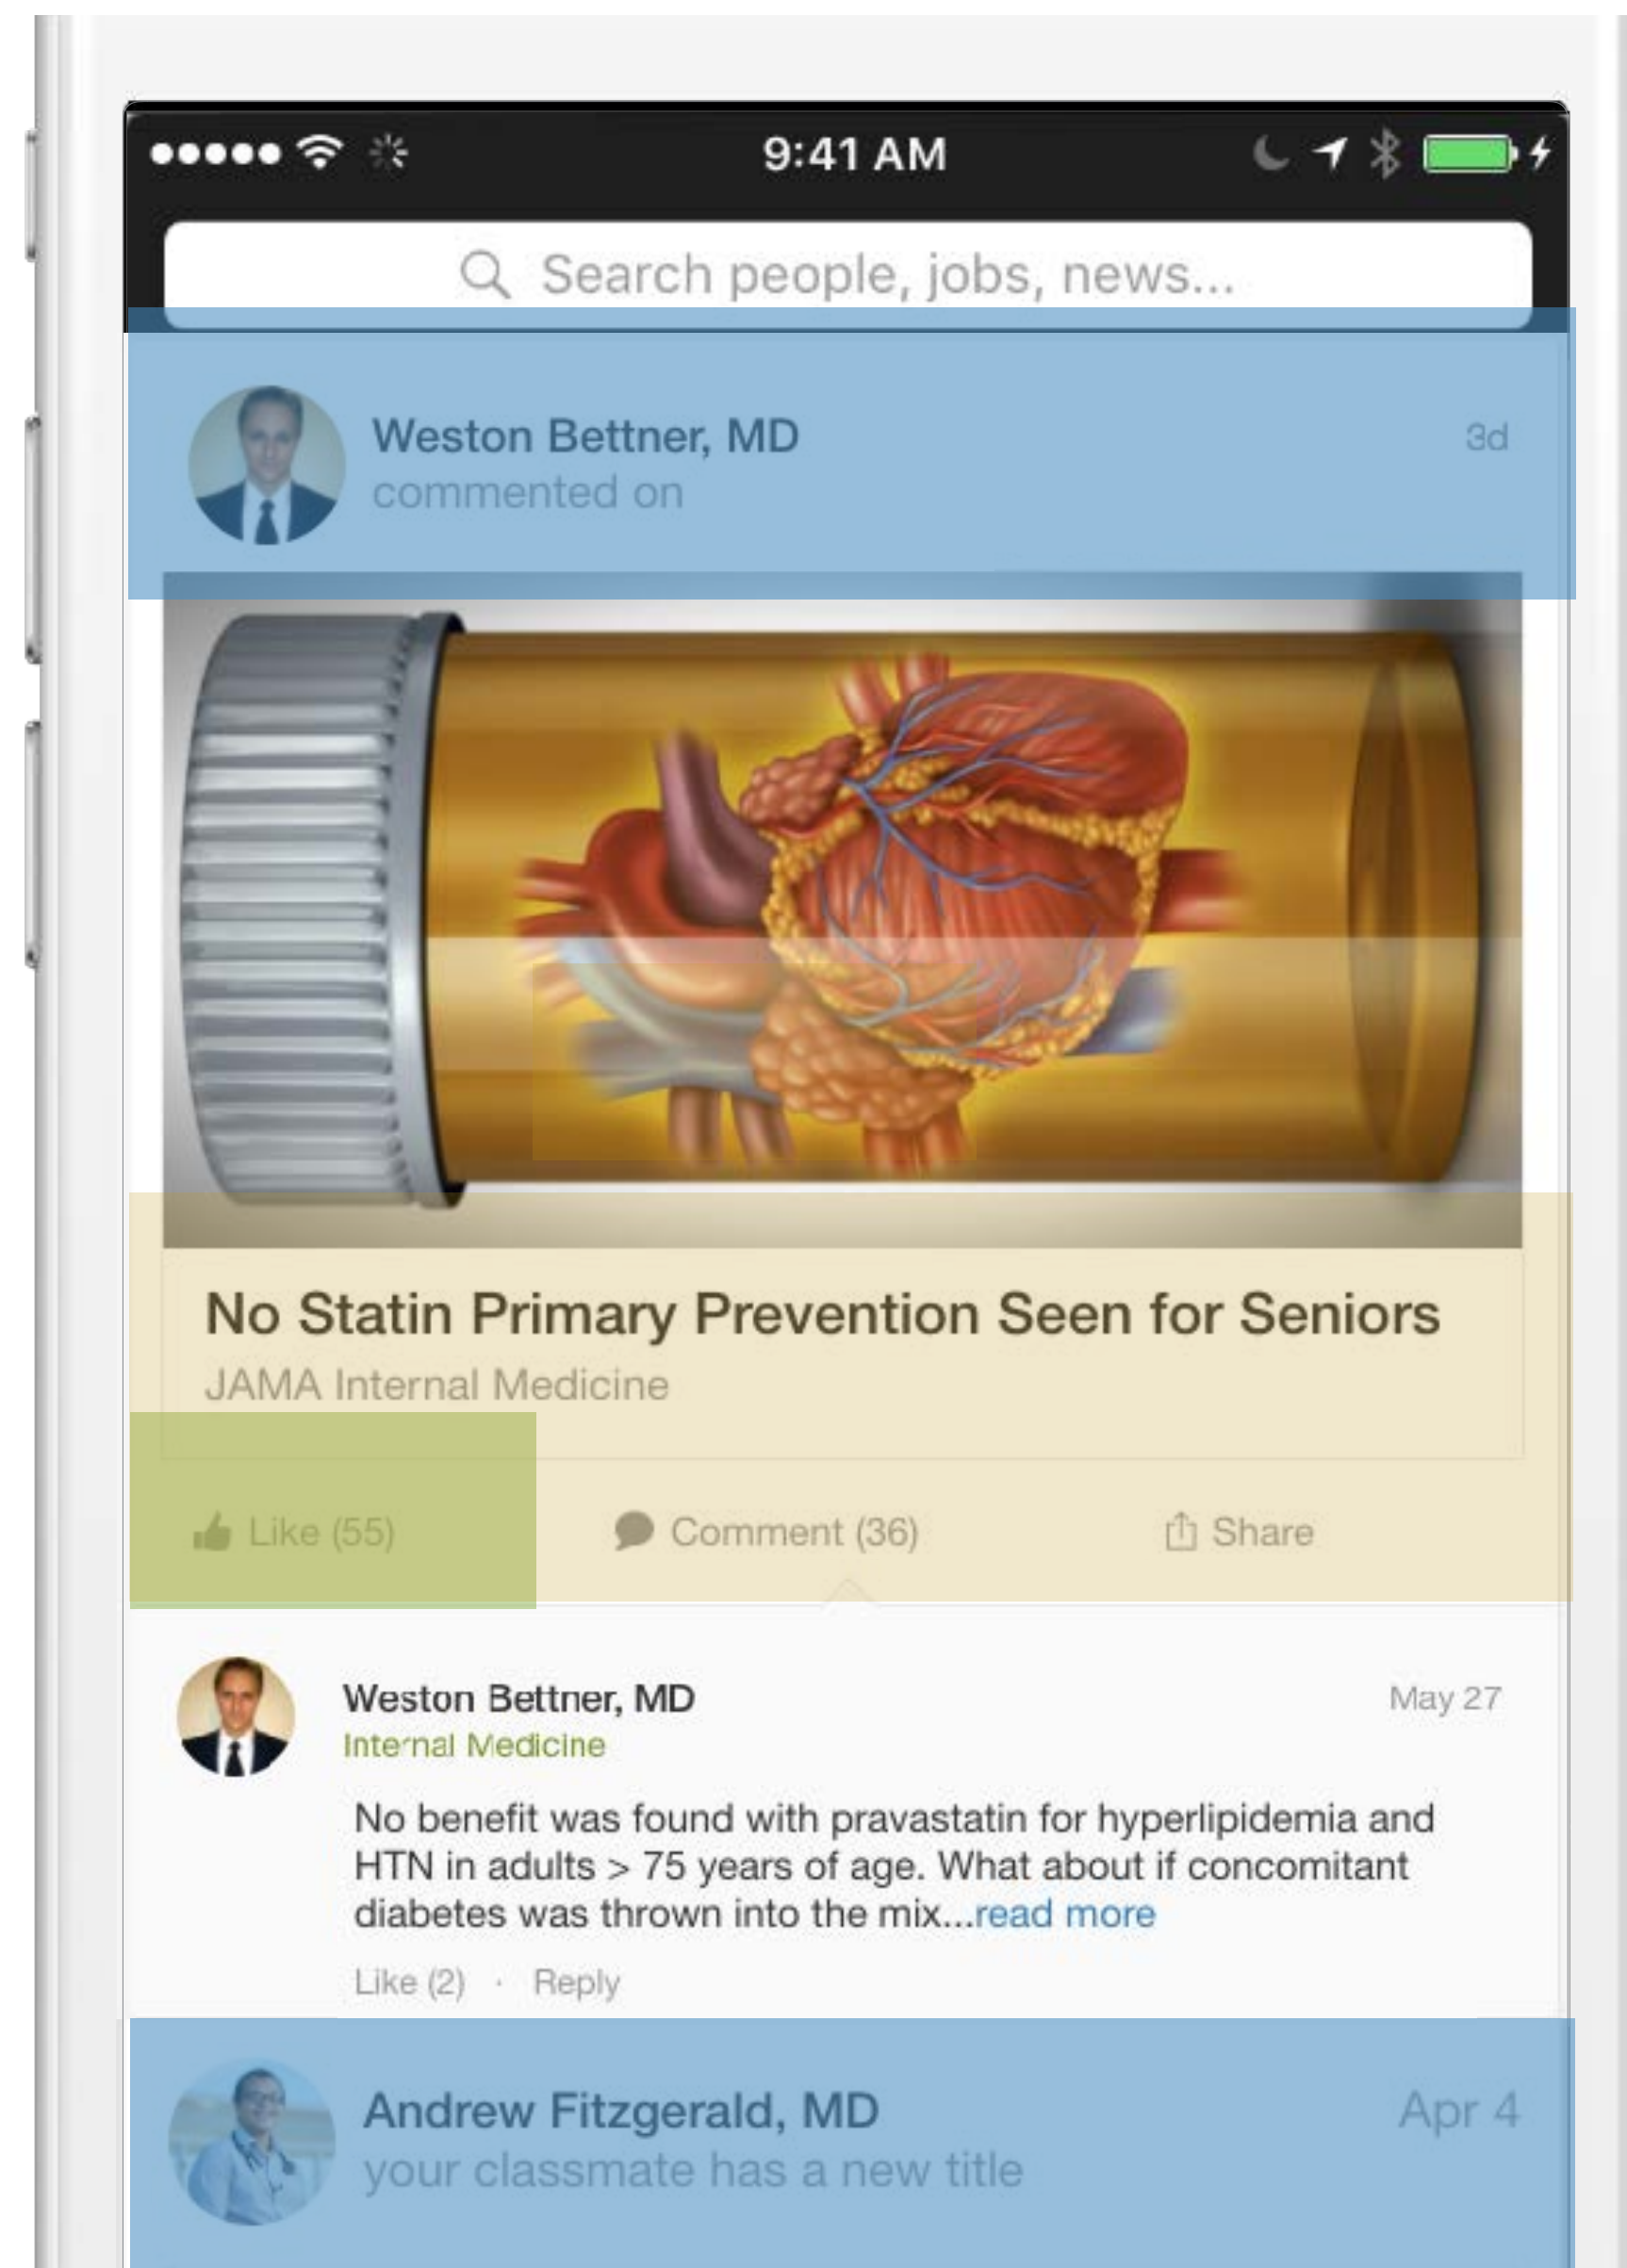 9:41 AM
Search people, jobs, news...
Weston Bettner, MD 3d
commented on
No Statin Primary Prevention Seen for Seniors
JAMA Internal Medicine
Like (55) Comment (36) Share
Weston Bettner, MD May 27
Internal Medicine
No benefit was found with pravastatin for hyperlipidemia and
HTN in adults > 75 years of age. What about if concomitant
diabetes was thrown into the mix...read more
Like (2) · Reply
Andrew Fitzgerald, MD Apr 4
your classmate has a new title